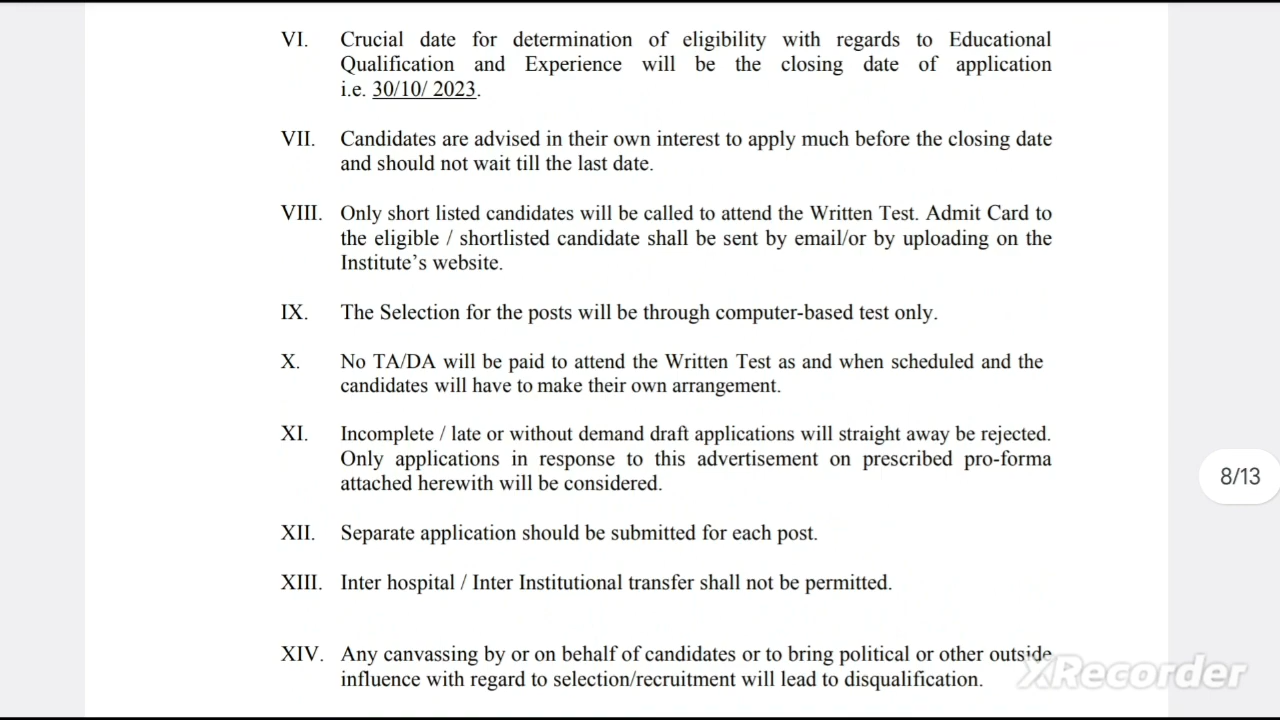 VI. Crucial date for determination of eligibility with regards to Educational
Qualification and Experience will be the closing date of application
i.e. 30/10/ 2023.
VII. Candidates are advised in their own interest to apply much before the closing date
and should not wait till the last date.
VIII. Only short listed candidates will be called to attend the Written Test. Admit Card to
the eligible / shortlisted candidate shall be sent by email/or by uploading on the
Institute’s website.
IX. The Selection for the posts will be through computer-based test only.
X. No TA/DA will be paid to attend the Written Test as and when scheduled and the
candidates will have to make their own arrangement.
XI. Incomplete / late or without demand draft applications will straight away be rejected.
Only applications in response to this advertisement on prescribed pro-forma
attached herewith will be considered.
8/13
XII. Separate application should be submitted for each post.
XIII. Inter hospital / Inter Institutional transfer shall not be permitted.
XIV. Any canvassing by or on behalf of candidates or to bring political or other outside
influence with regard to selection/recruitment will lead to disqualification.
XRecorder